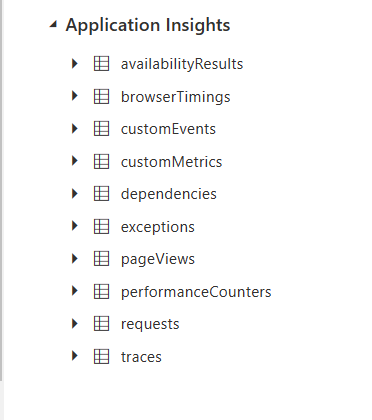 Application Insights
availabilityResults
browserTimings
customEvents
customMetrics
dependencies
exceptions
pageViews
performanceCounters
requests
traces